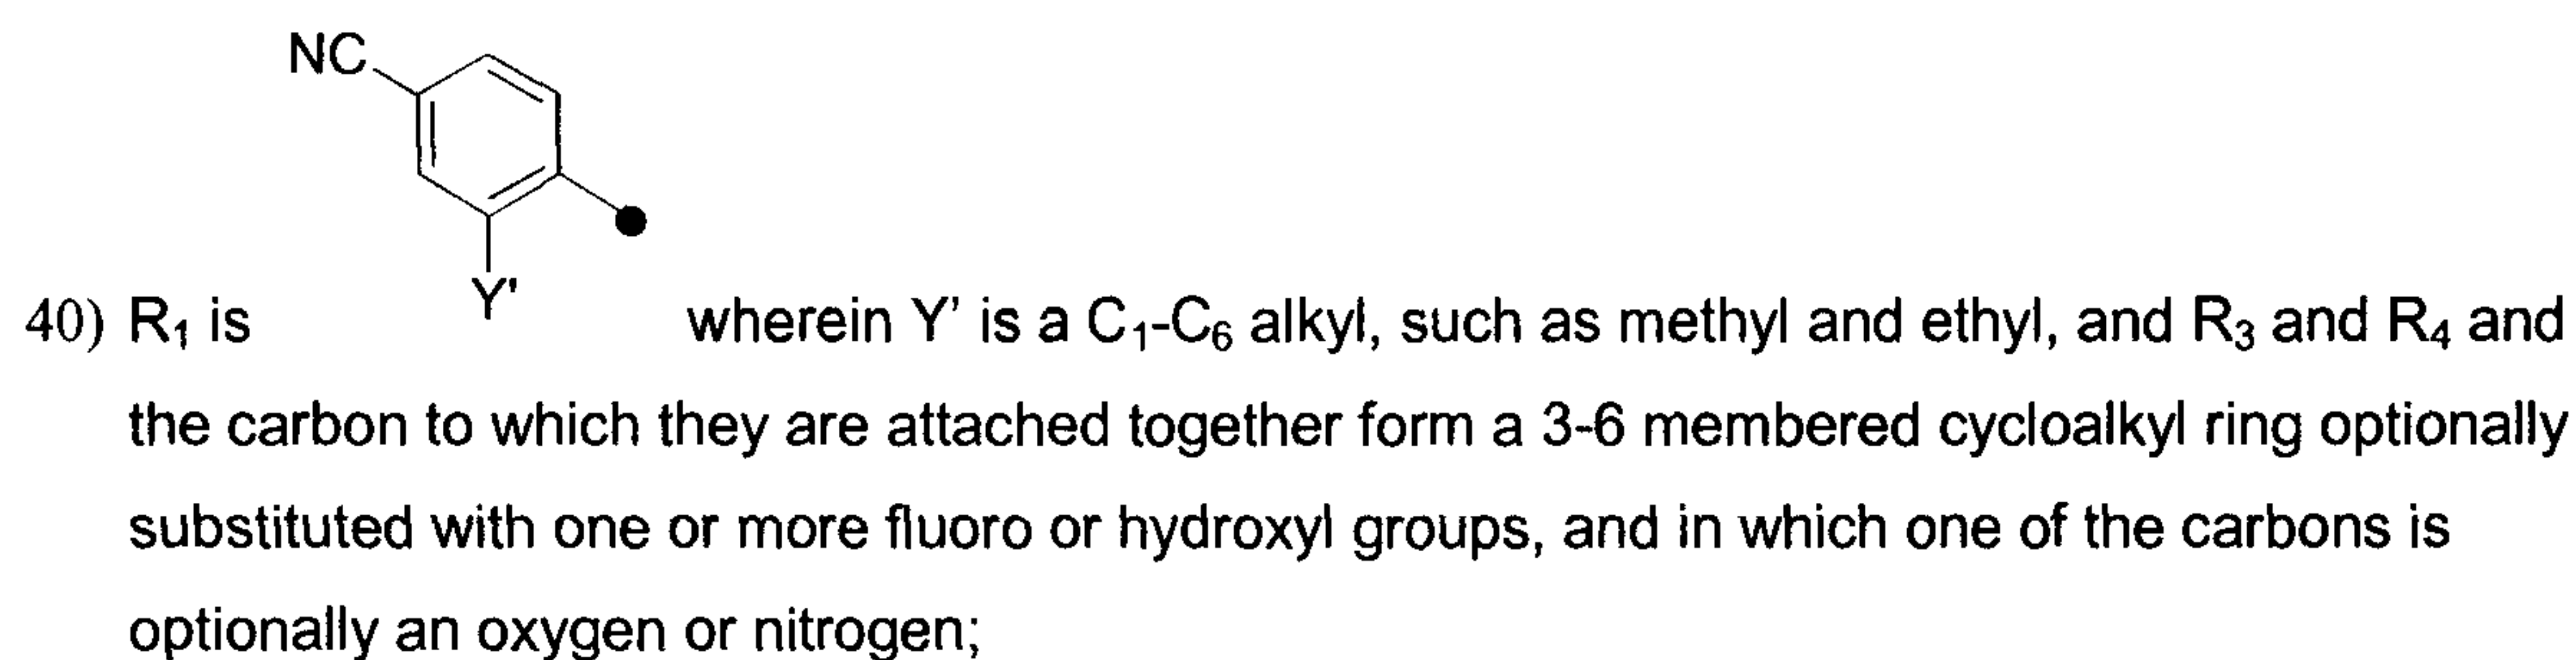 NC
Y'
40) R₁ is wherein Y' is a C₁-C₆ alkyl, such as methyl and ethyl, and R₃ and R₄ and
the carbon to which they are attached together form a 3-6 membered cycloalkyl ring optionally
substituted with one or more fluoro or hydroxyl groups, and in which one of the carbons is
optionally an oxygen or nitrogen;